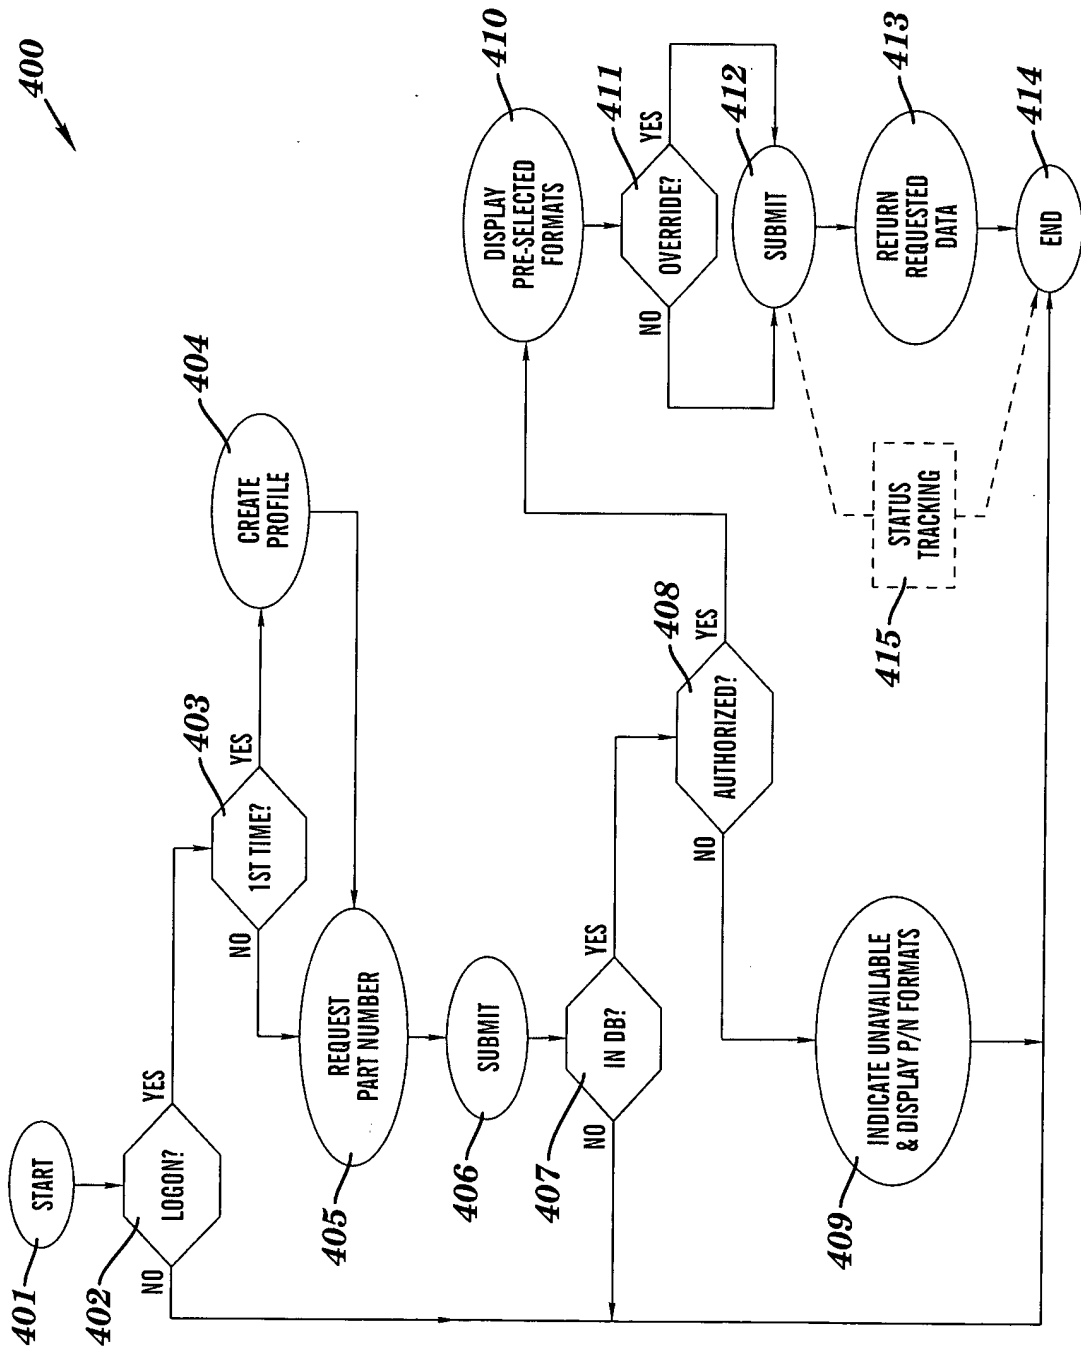 400
401
START
402
LOGON?
NO
YES
403
1ST TIME?
NO
YES
404
CREATE
PROFILE
405
REQUEST
PART NUMBER
406
SUBMIT
407
IN DB?
NO
YES
408
AUTHORIZED?
NO
YES
409
INDICATE UNAVAILABLE
& DISPLAY P/N FORMATS
410
DISPLAY
PRE-SELECTED
FORMATS
411
OVERRIDE?
NO
YES
412
SUBMIT
413
RETURN
REQUESTED
DATA
414
END
415
STATUS
TRACKING